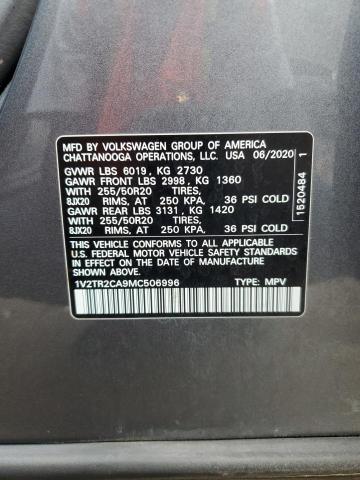 MFD BY VOLKSWAGEN GROUP OF AMERICA
CHATTANOOGA OPERATIONS, LLC. USA 06/2020
GVWR LBS 6019, KG 2730
GAWR FRONT LBS 2998, KG 1360
WITH 255/50R20 TIRES,
8JX20 RIMS, AT 250 KPA, 36 PSI COLD
GAWR REAR LBS 3131, KG 1420
WITH 255/50R20 TIRES,
8JX20 RIMS, AT 250 KPA, 36 PSI COLD
THIS VEHICLE CONFORMS TO ALL APPLICABLE
U.S. FEDERAL MOTOR VEHICLE SAFETY STANDARDS
IN EFFECT ON THE DATE OF MANUFACTURE SHOWN ABOVE.
1V2TR2CA9MC506996 TYPE: MPV
1520484 1